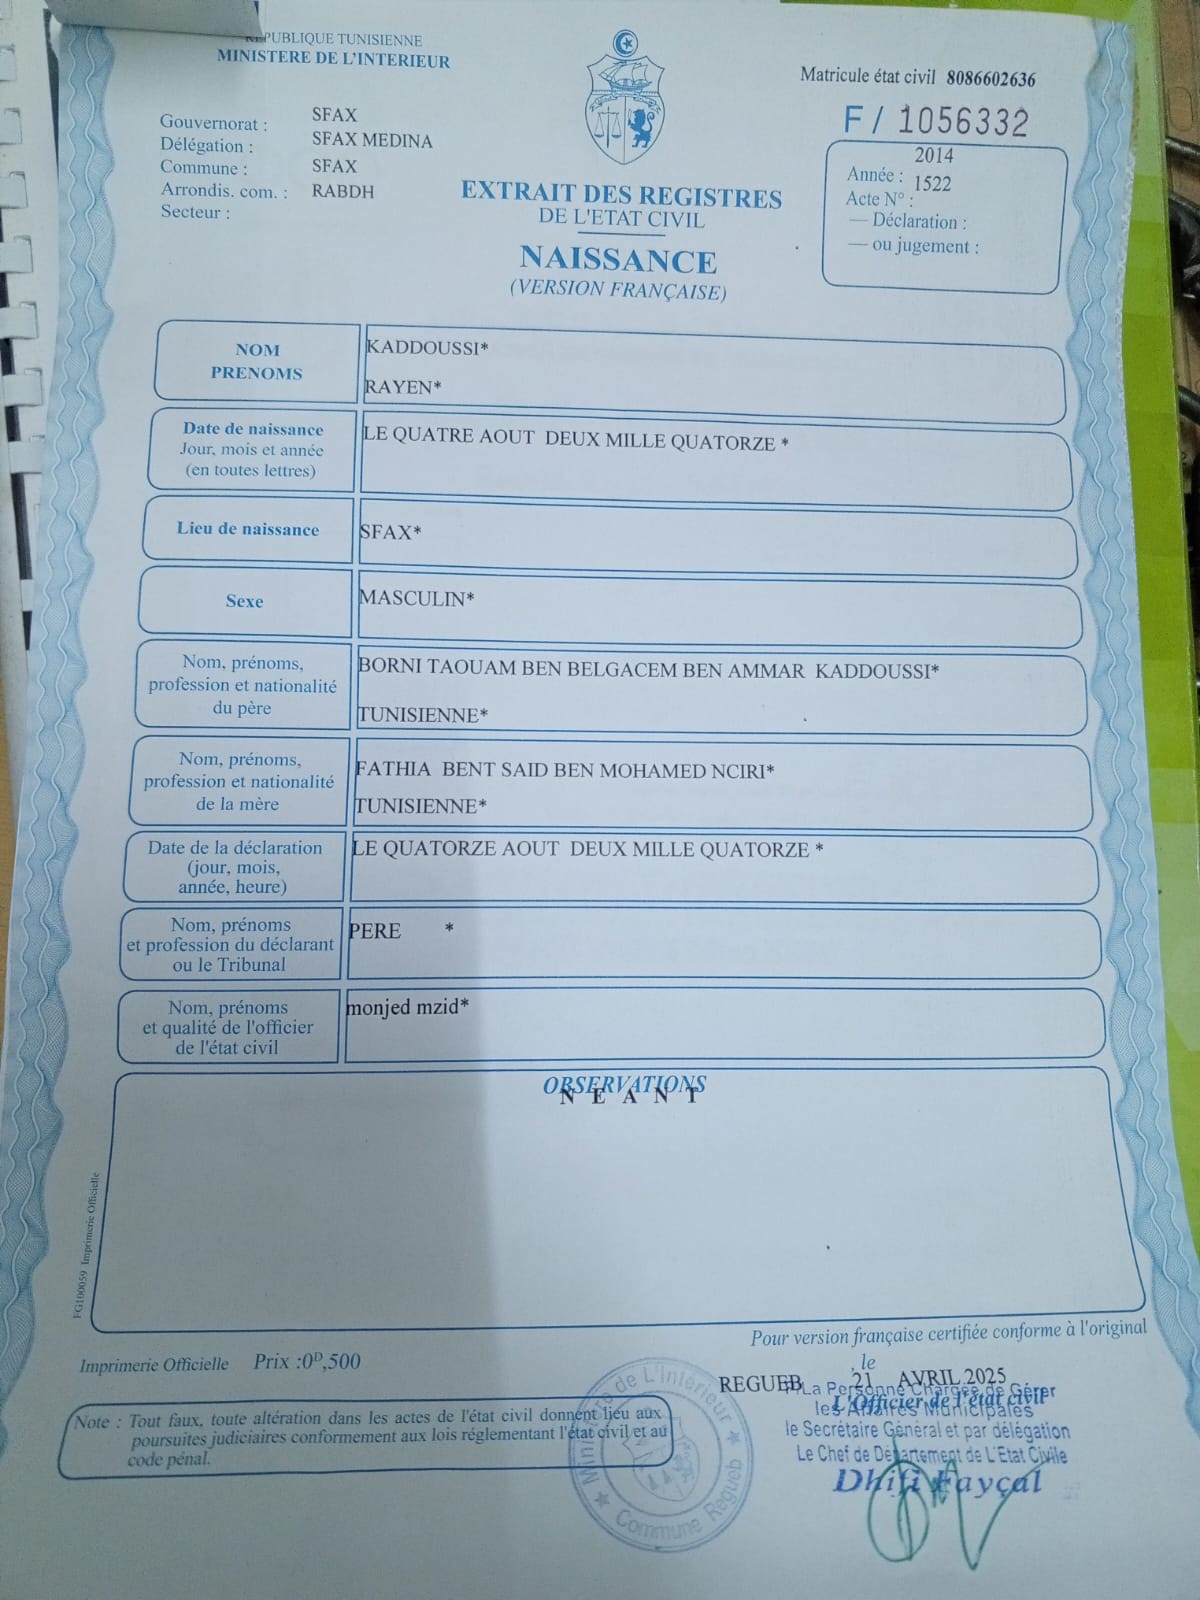 REPUBLIQUE TUNISIENNE
MINISTERE DE L'INTERIEUR
Matricule état civil 8086602636
F/ 1056332
Gouvernorat : SFAX
Délégation : SFAX MEDINA
Commune : SFAX
Arrondis. com. : RABDH
Secteur :
Année : 2014
Acte N° : 1522
— Déclaration :
— ou jugement :
EXTRAIT DES REGISTRES
DE L'ETAT CIVIL
NAISSANCE
(VERSION FRANÇAISE)
NOM
PRENOMS
KADDOUSSI*
RAYEN*
Date de naissance
Jour, mois et année
(en toutes lettres)
LE QUATRE AOUT DEUX MILLE QUATORZE *
Lieu de naissance
SFAX*
Sexe
MASCULIN*
Nom, prénoms,
profession et nationalité
du père
BORNI TAOUAM BEN BELGACEM BEN AMMAR KADDOUSSI*
TUNISIENNE*
Nom, prénoms,
profession et nationalité
de la mère
FATHIA BENT SAID BEN MOHAMED NCIRI*
TUNISIENNE*
Date de la déclaration
(jour, mois,
année, heure)
LE QUATORZE AOUT DEUX MILLE QUATORZE *
Nom, prénoms
et profession du déclarant
ou le Tribunal
PERE *
Nom, prénoms
et qualité de l'officier
de l'état civil
monjed mzid*
OBSERVATIONS
N E A N T
FG100059 Imprimerie Officielle
Pour version française certifiée conforme à l'original
Imprimerie Officielle Prix :0ᴰ,500
REGUEB, le 21 AVRIL 2025
La Personne Chargée de Gérer
L'Officier de l'état civil
les Affaires Municipales
le Secrétaire Général et par délégation
Le Chef de Département de L'Etat Civile
Dhifi Fayçal
Note : Tout faux, toute altération dans les actes de l'état civil donnent lieu aux
poursuites judiciaires conformement aux lois réglementant l'état civil et au
code pénal.
Ministère de L'Intérieur
Commune Regueb